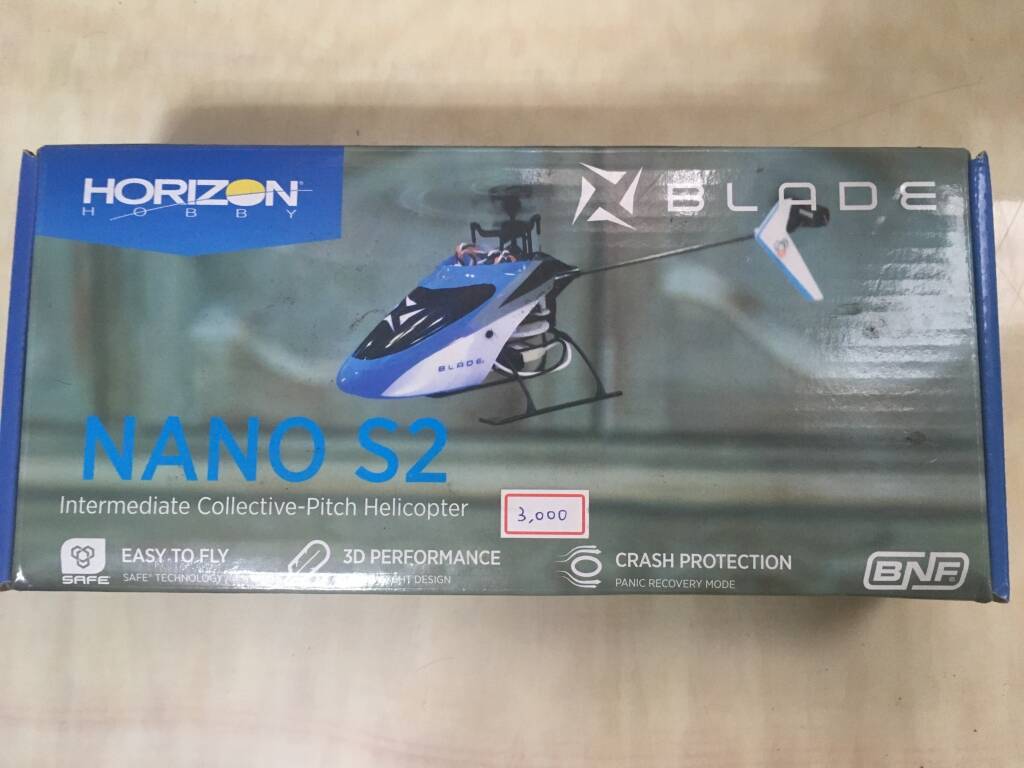 HORIZON
HOBBY
BLADE
BLADE
NANO S2
Intermediate Collective-Pitch Helicopter
3,000
SAFE
EASY TO FLY
SAFE® TECHNOLOGY
3D PERFORMANCE
DESIGN
CRASH PROTECTION
PANIC RECOVERY MODE
BNF